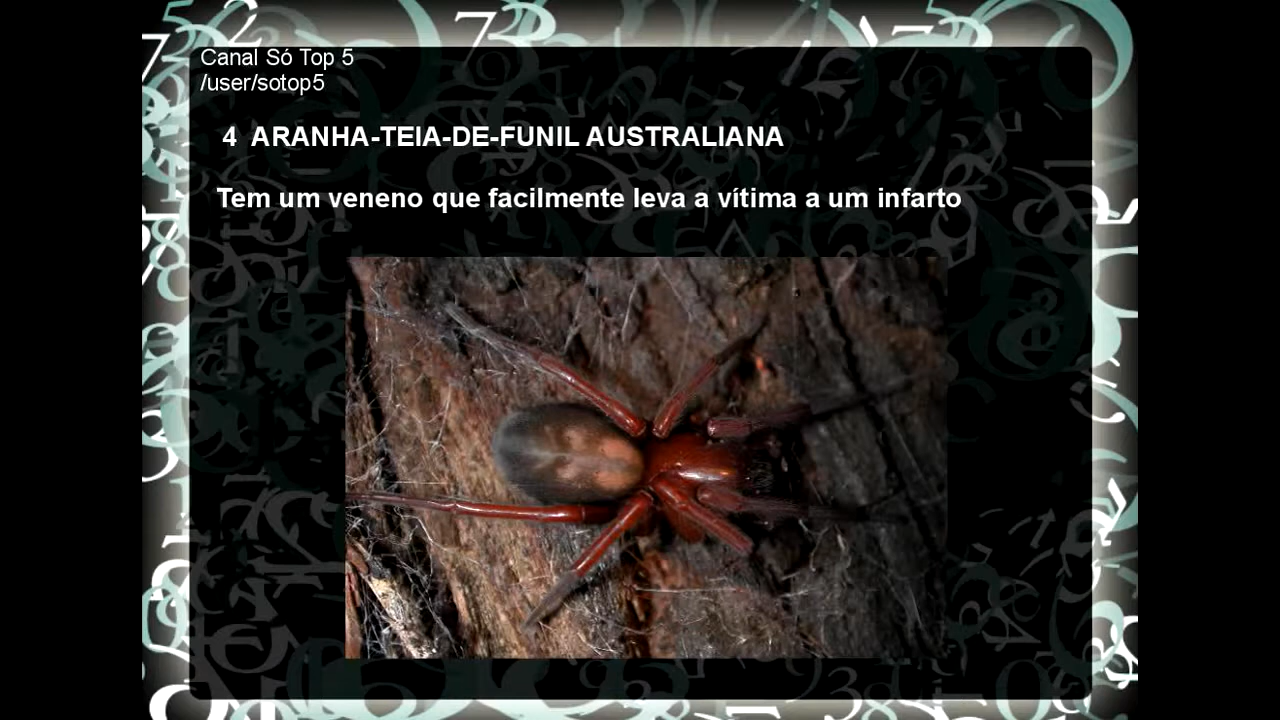 Canal Só Top 5
/user/sotop5
4 ARANHA-TEIA-DE-FUNIL AUSTRALIANA
Tem um veneno que facilmente leva a vítima a um infarto